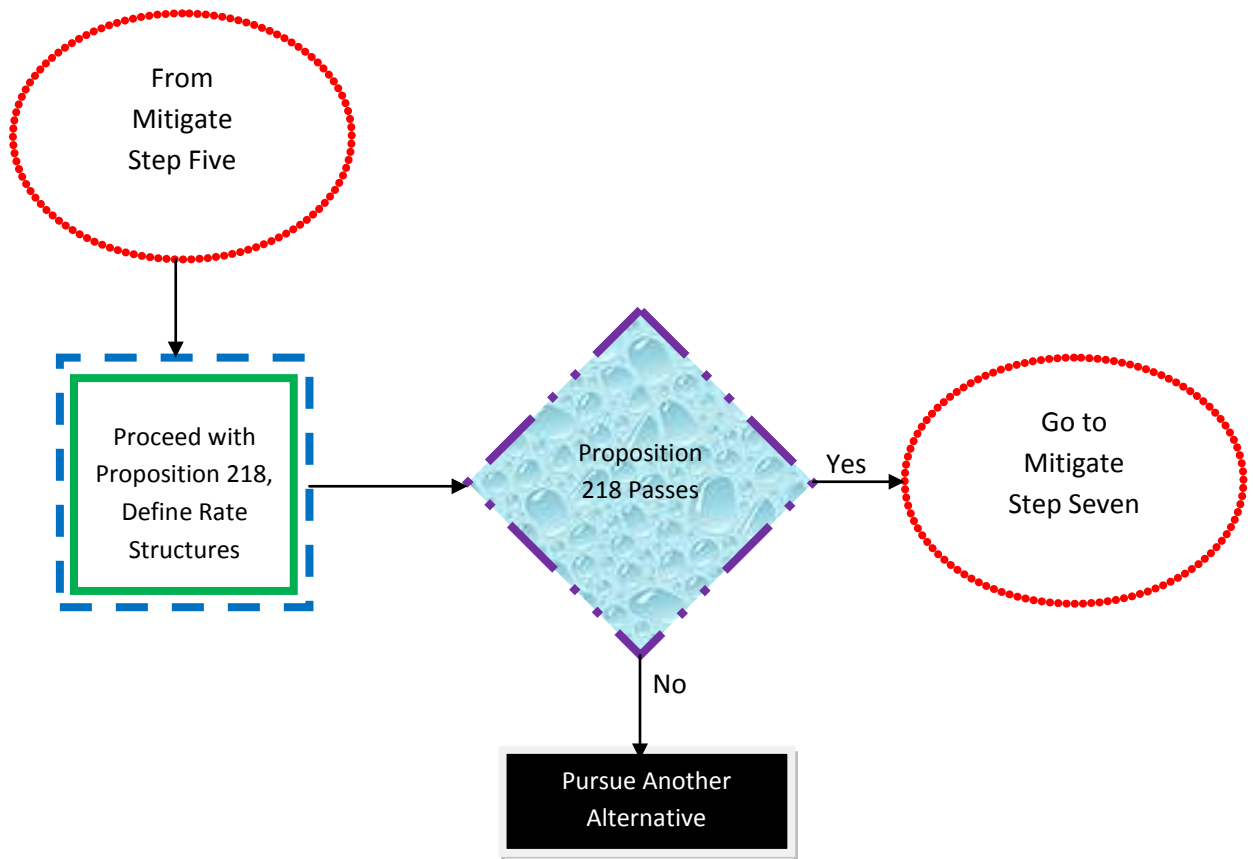 From
Mitigate
Step Five
Proceed with
Proposition 218,
Define Rate
Structures
Proposition
218 Passes
Yes
Go to
Mitigate
Step Seven
No
Pursue Another
Alternative